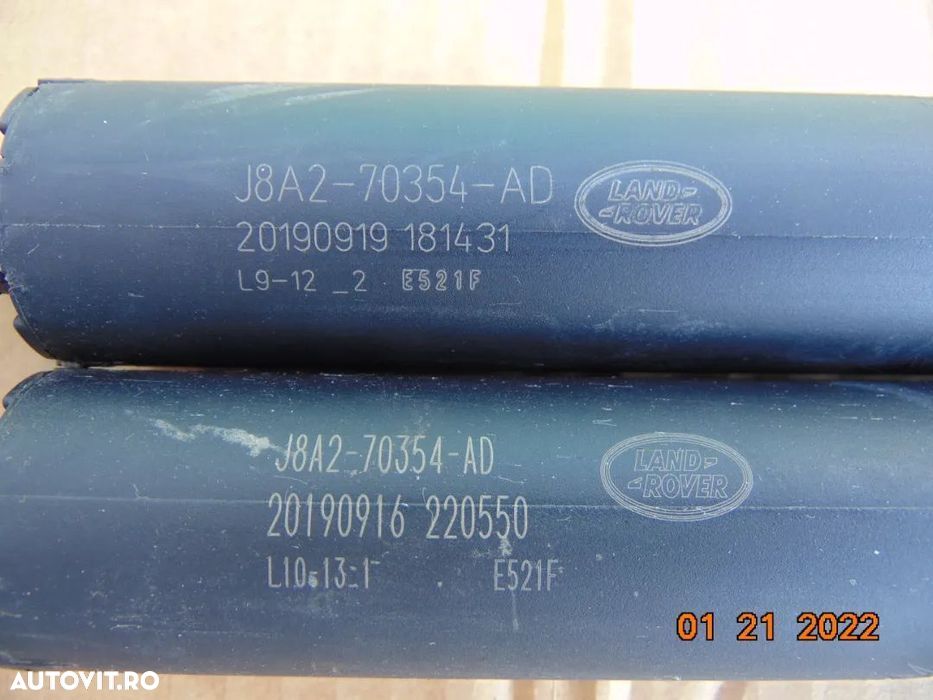 J8A2-70354-AD
LAND-
-ROVER
20190919 181431
L9-12 _2 E521F
J8A2-70354-AD
LAND-
-ROVER
20190916 220550
L10-13-1 E521F
01 21 2022
AUTOVIT.RO